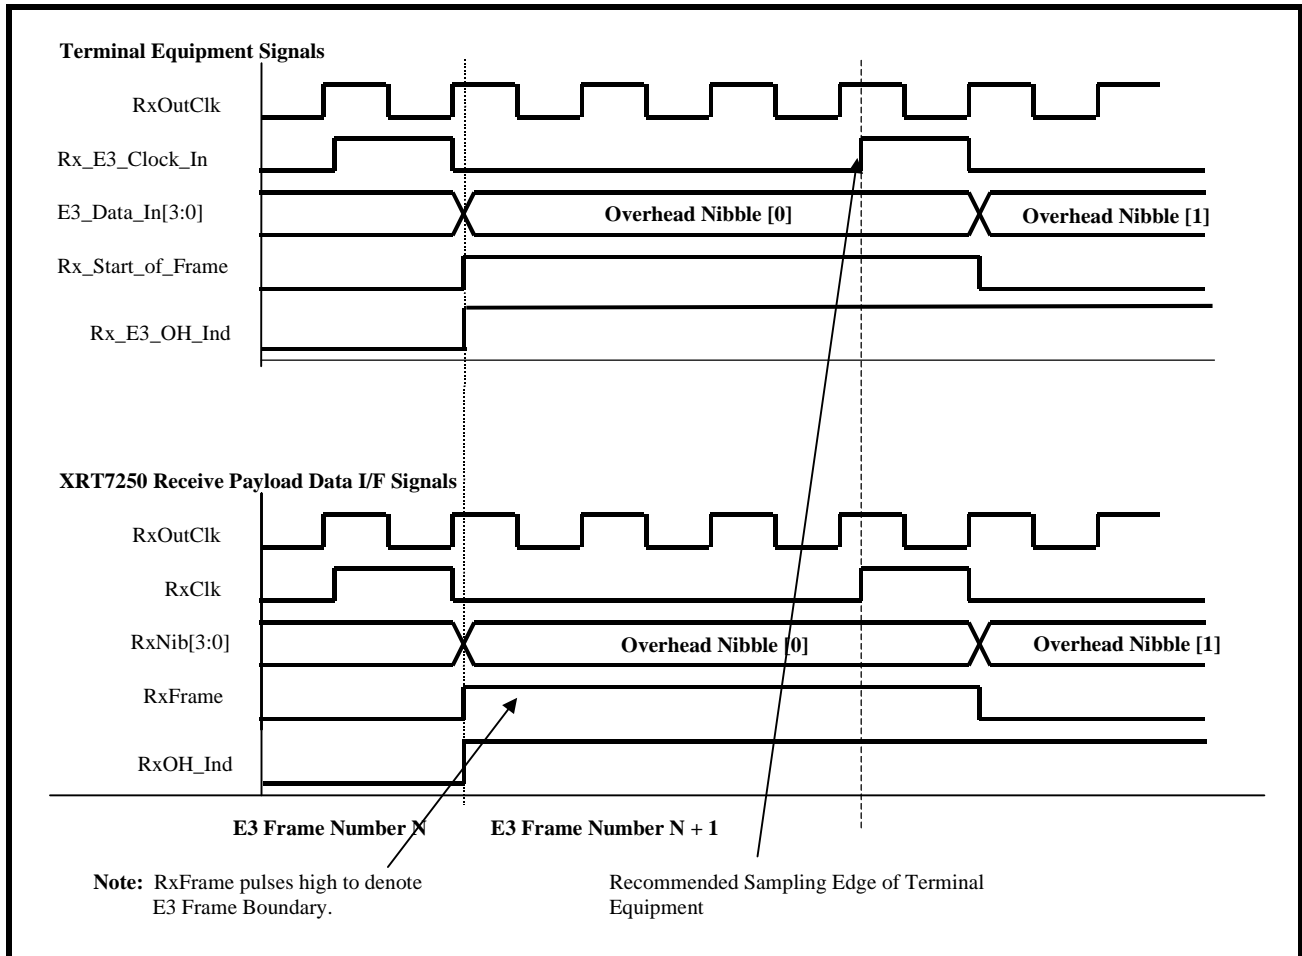 Terminal Equipment Signals
RxOutClk
Rx_E3_Clock_In
E3_Data_In[3:0]
Overhead Nibble [0]
Overhead Nibble [1]
Rx_Start_of_Frame
Rx_E3_OH_Ind
XRT7250 Receive Payload Data I/F Signals
RxOutClk
RxClk
RxNib[3:0]
Overhead Nibble [0]
Overhead Nibble [1]
RxFrame
RxOH_Ind
E3 Frame Number N
E3 Frame Number N + 1
Note: RxFrame pulses high to denote
E3 Frame Boundary.
Recommended Sampling Edge of Terminal
Equipment